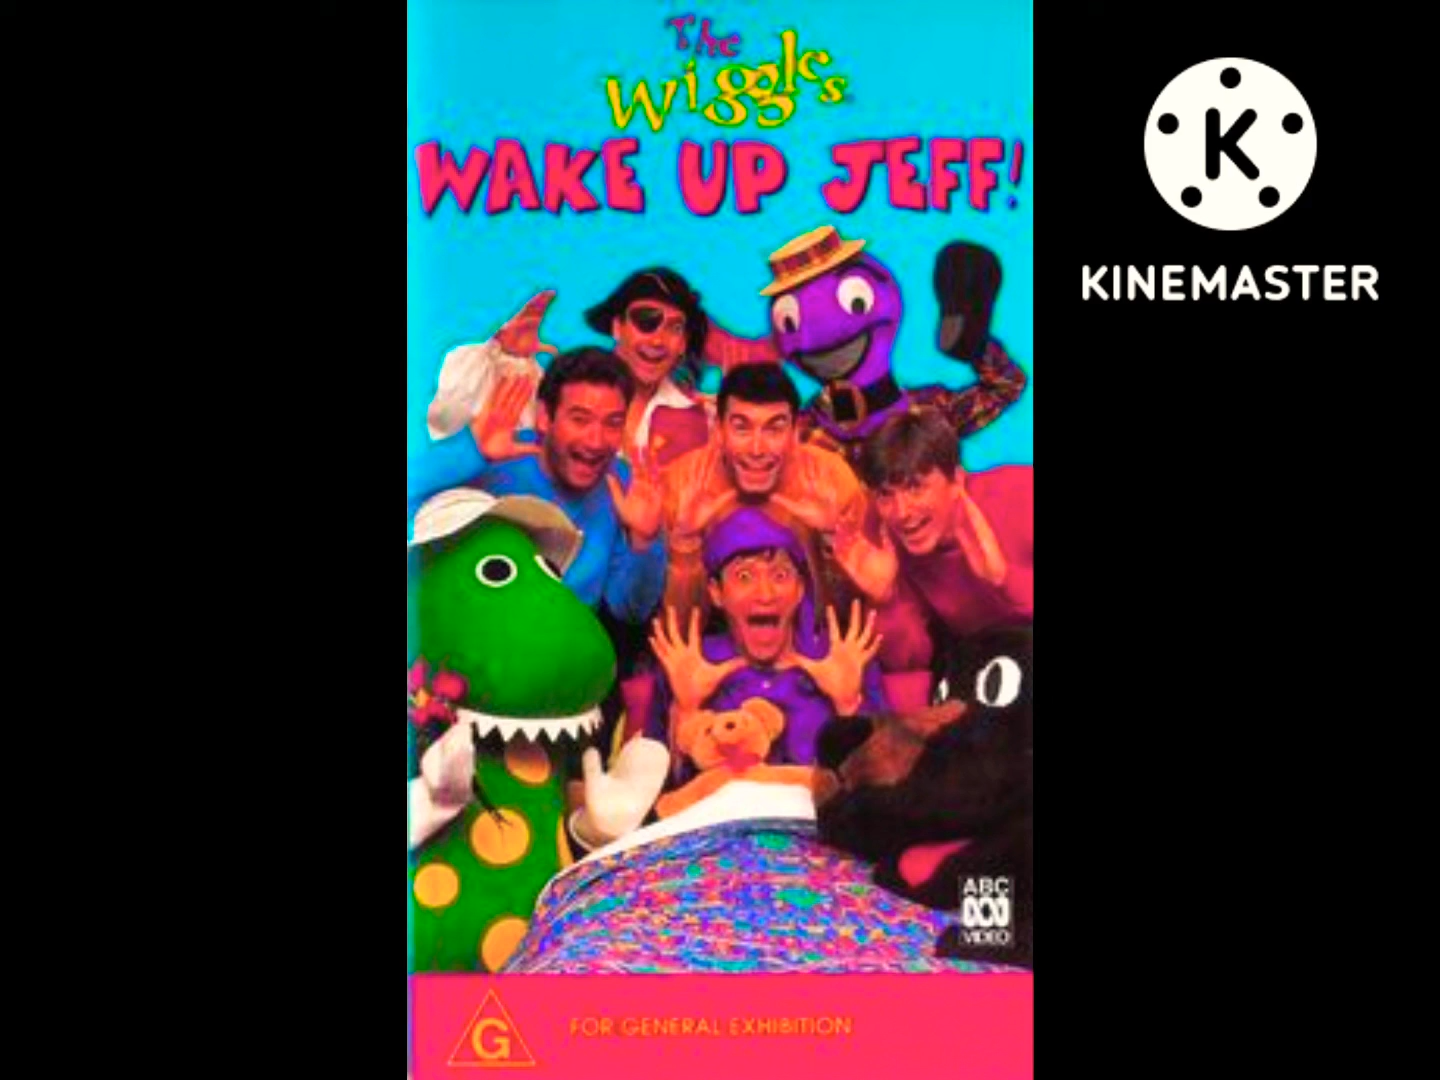 The
Wiggles
WAKE UP JEFF!
K
KINEMASTER
ABC
VIDEO
G
FOR GENERAL EXHIBITION